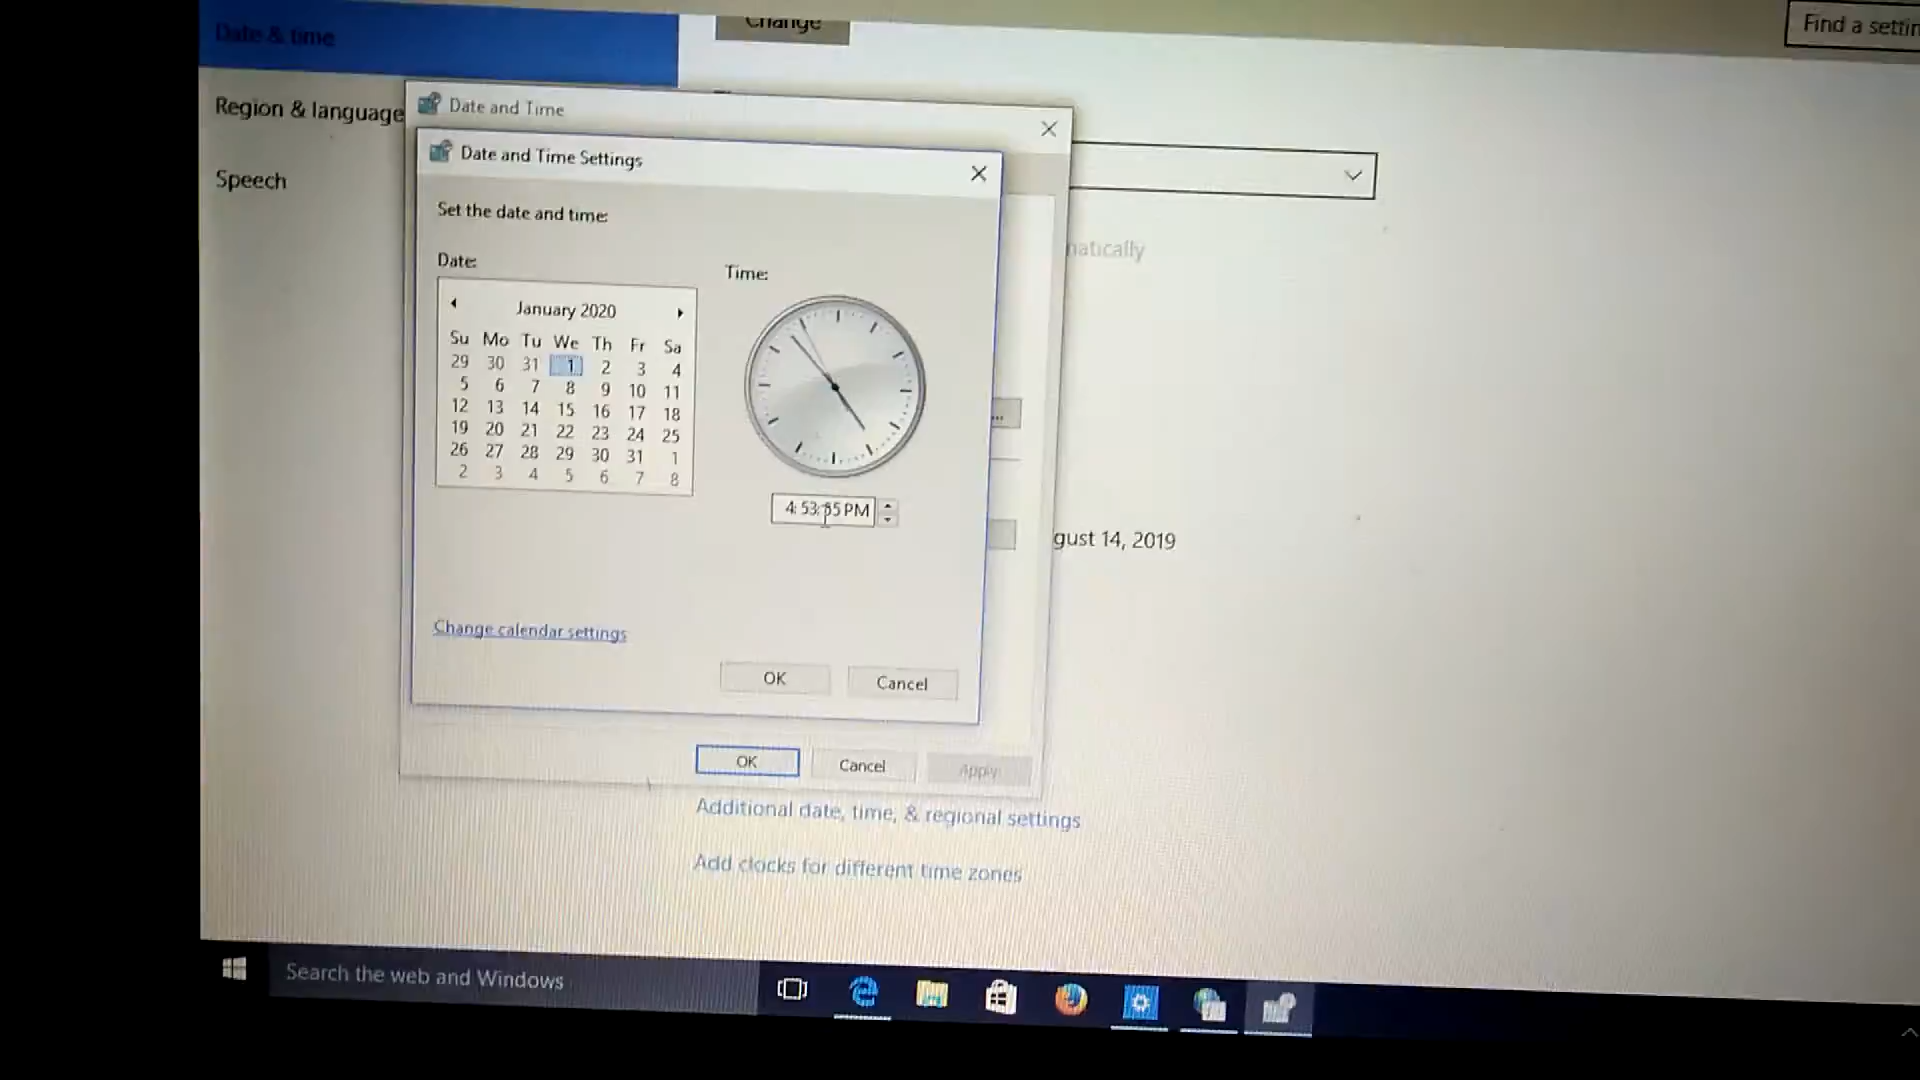 Date & time
Change
Find a settin
Region & language
Speech
Date and Time
Date and Time Settings
Set the date and time:
Date:
Time:
January 2020
Su Mo Tu We Th Fr Sa
29 30 31 1 2 3 4
5 6 7 8 9 10 11
12 13 14 15 16 17 18
19 20 21 22 23 24 25
26 27 28 29 30 31 1
2 3 4 5 6 7 8
4:53: PM
matically
...
gust 14, 2019
Change calendar settings
OK Cancel
OK Cancel Apply
Additional date, time, & regional settings
Add clocks for different time zones
Search the web and Windows